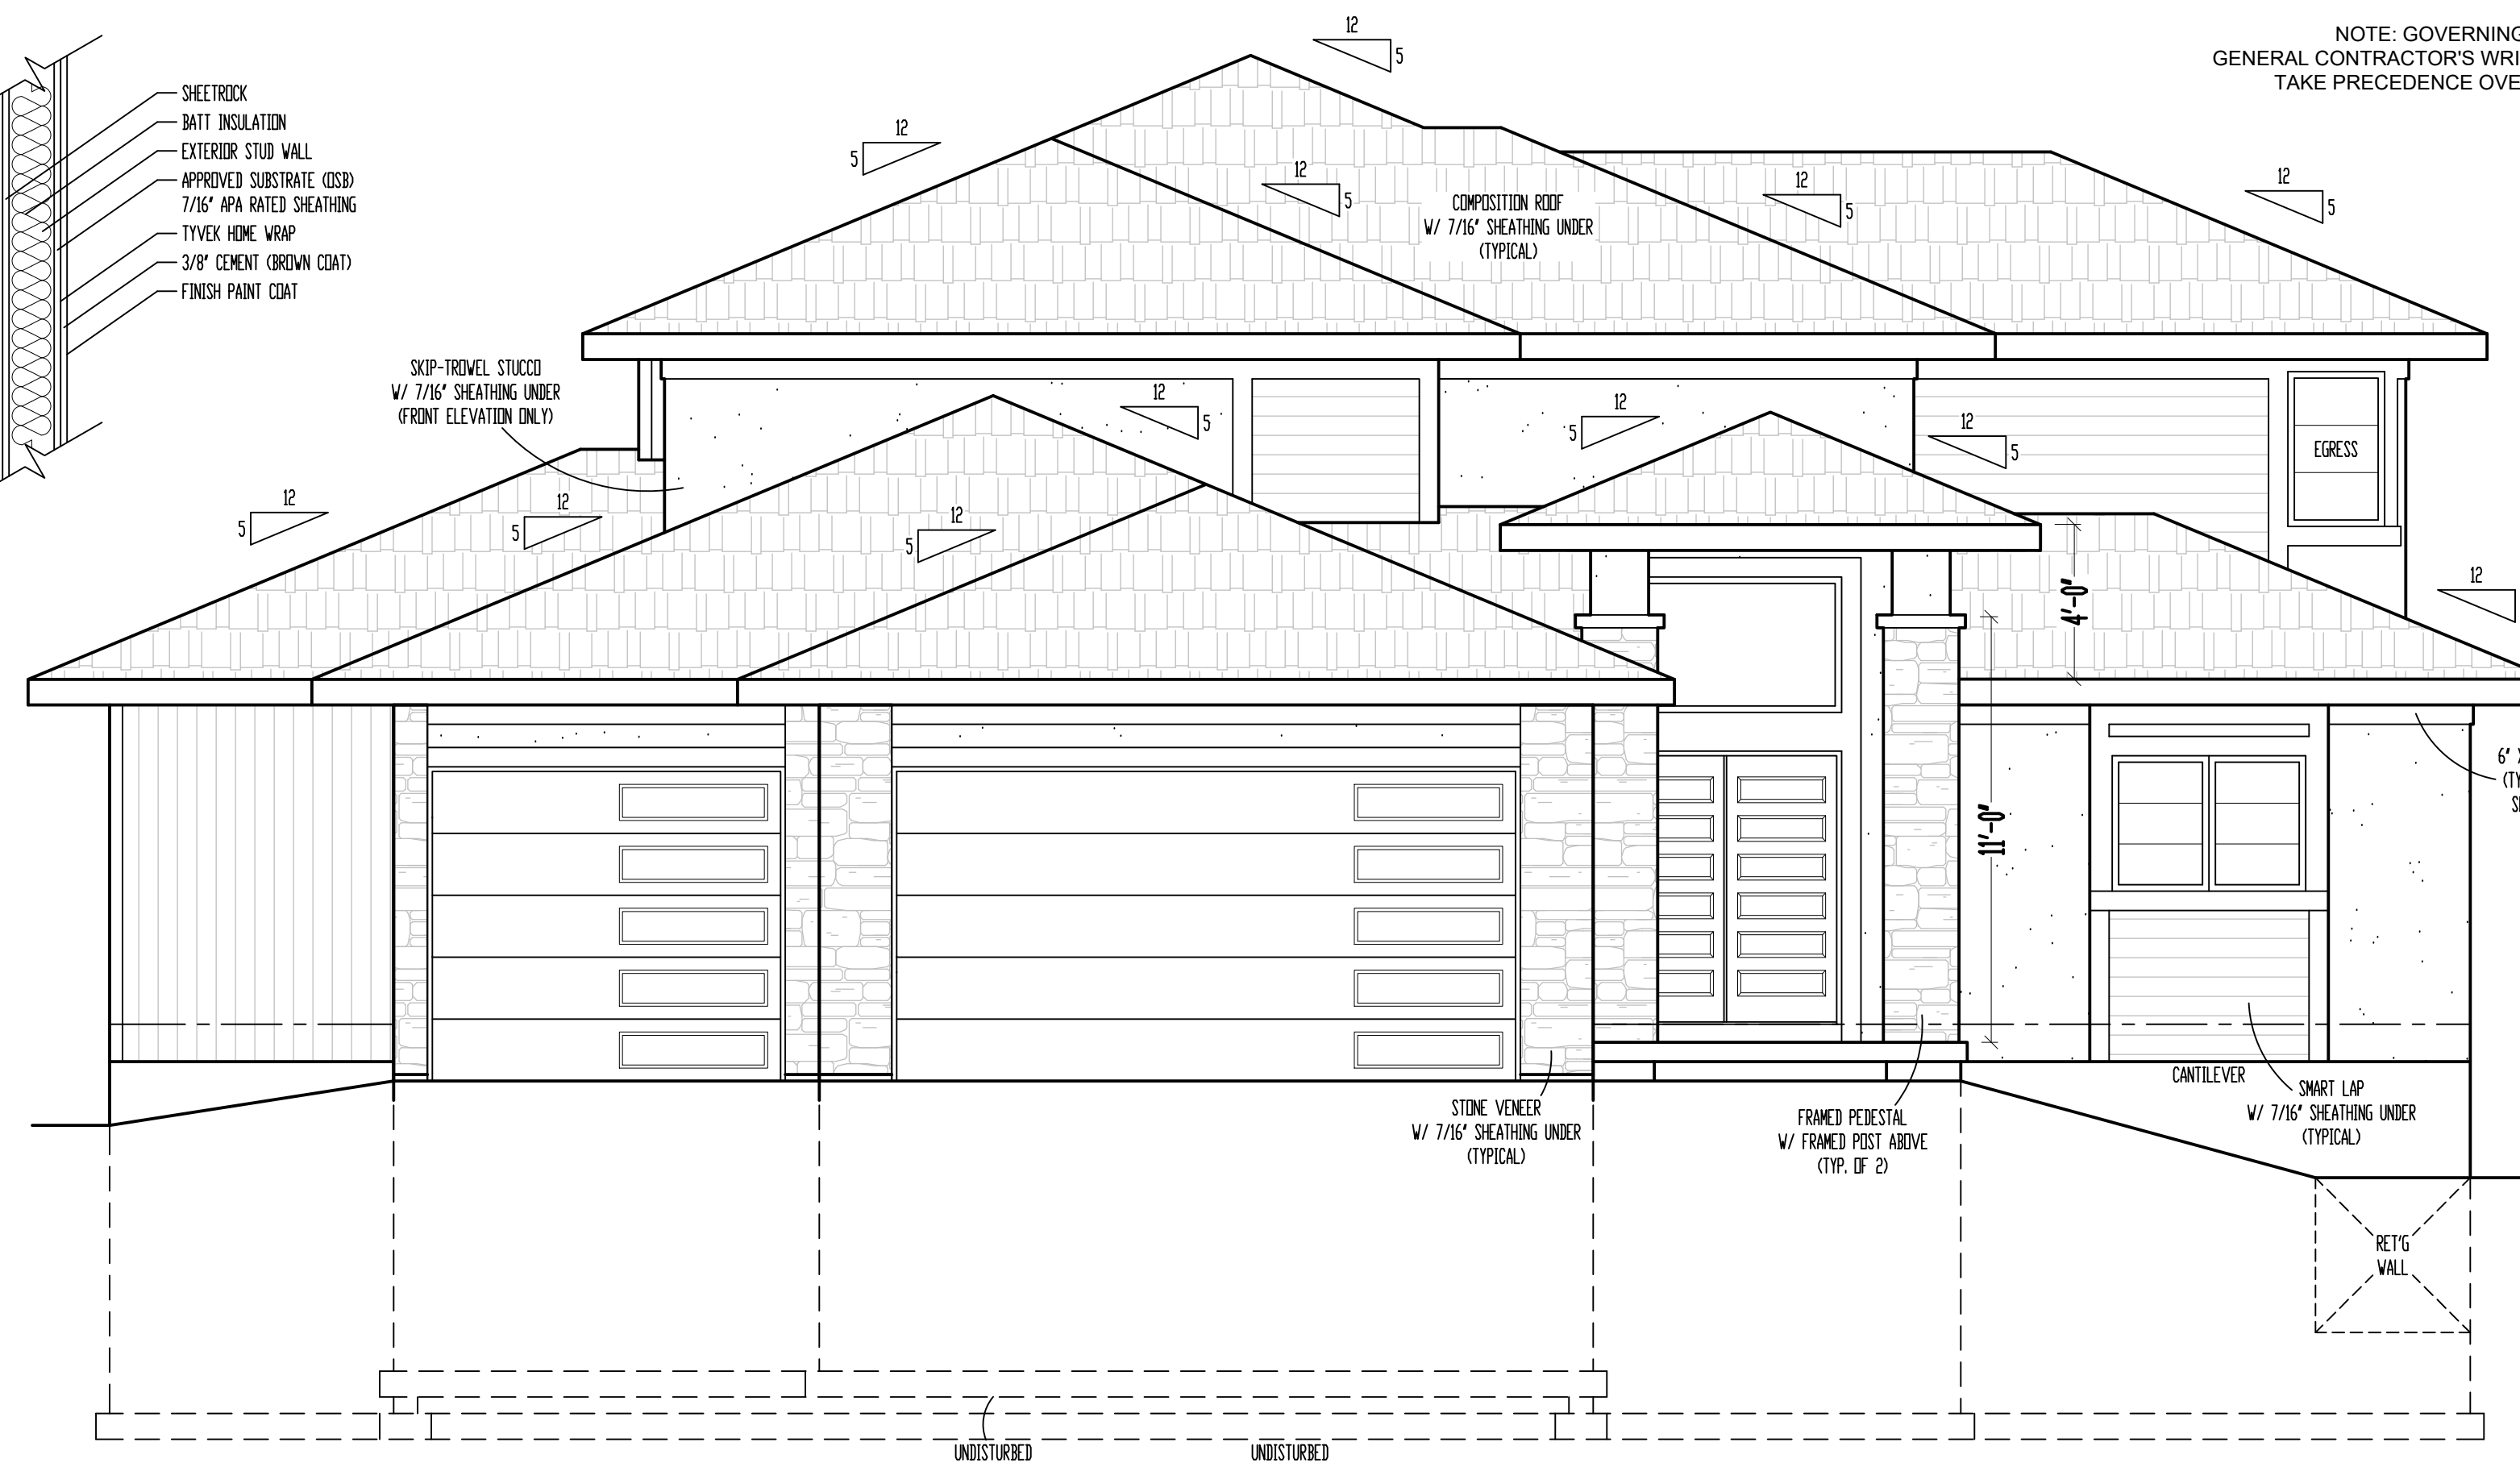 NOTE: GOVERNING
GENERAL CONTRACTOR'S WRI
TAKE PRECEDENCE OVE
SHEETROCK
BATT INSULATION
EXTERIOR STUD WALL
APPROVED SUBSTRATE (OSB)
7/16" APA RATED SHEATHING
TYVEK HOME WRAP
3/8" CEMENT (BROWN COAT)
FINISH PAINT COAT
12
5
12
5
12
5
12
5
12
5
COMPOSITION ROOF
W/ 7/16" SHEATHING UNDER
(TYPICAL)
SKIP-TROWEL STUCCO
W/ 7/16" SHEATHING UNDER
(FRONT ELEVATION ONLY)
12
5
12
5
12
5
EGRESS
12
5
12
5
12
5
12
4'-0"
11'-0"
6" X
(TY
S
CANTILEVER
SMART LAP
W/ 7/16" SHEATHING UNDER
(TYPICAL)
STONE VENEER
W/ 7/16" SHEATHING UNDER
(TYPICAL)
FRAMED PEDESTAL
W/ FRAMED POST ABOVE
(TYP. OF 2)
RET'G
WALL
UNDISTURBED
UNDISTURBED